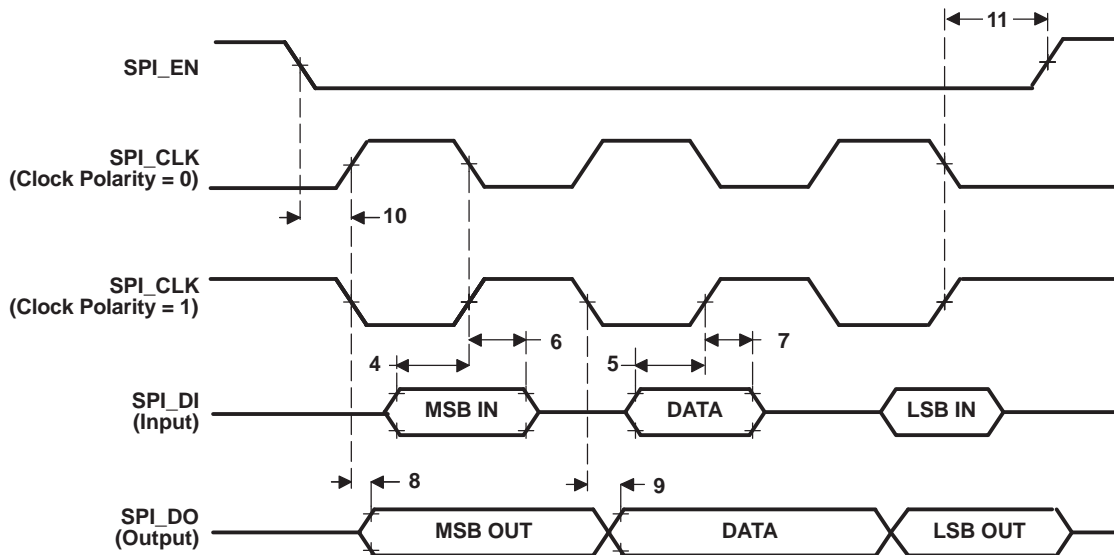 11
SPI_EN
SPI_CLK
(Clock Polarity = 0)
10
SPI_CLK
(Clock Polarity = 1)
6
7
4
5
SPI_DI
(Input)
MSB IN
DATA
LSB IN
8
9
SPI_DO
(Output)
MSB OUT
DATA
LSB OUT